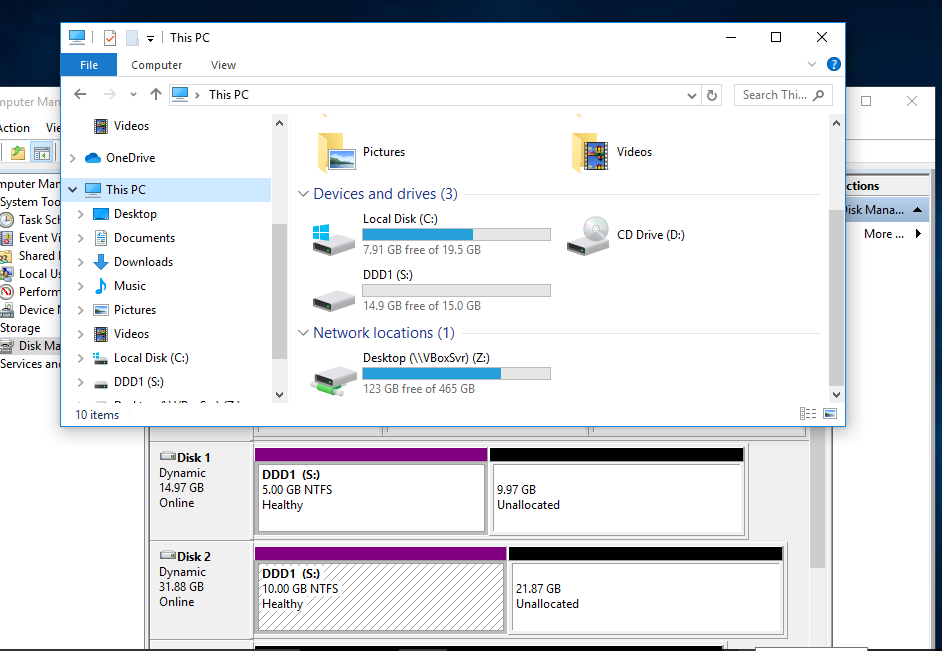 This PC
File
Computer
View
This PC
Search Thi...
Videos
OneDrive
This PC
Desktop
Documents
Downloads
Music
Pictures
Videos
Local Disk (C:)
DDD1 (S:)
Pictures
Videos
Devices and drives (3)
Local Disk (C:)
7.91 GB free of 19.5 GB
CD Drive (D:)
DDD1 (S:)
14.9 GB free of 15.0 GB
Network locations (1)
Desktop (\\VBoxSvr) (Z:)
123 GB free of 465 GB
10 items
mputer Man
Action Vie
mputer Man
System Too
Task Sch
Event Vi
Shared
Local Us
Perform
Device
Storage
Disk Ma
Services and
ctions
Disk Mana...
More ...
Disk 1
Dynamic
14.97 GB
Online
DDD1 (S:)
5.00 GB NTFS
Healthy
9.97 GB
Unallocated
Disk 2
Dynamic
31.88 GB
Online
DDD1 (S:)
10.00 GB NTFS
Healthy
21.87 GB
Unallocated